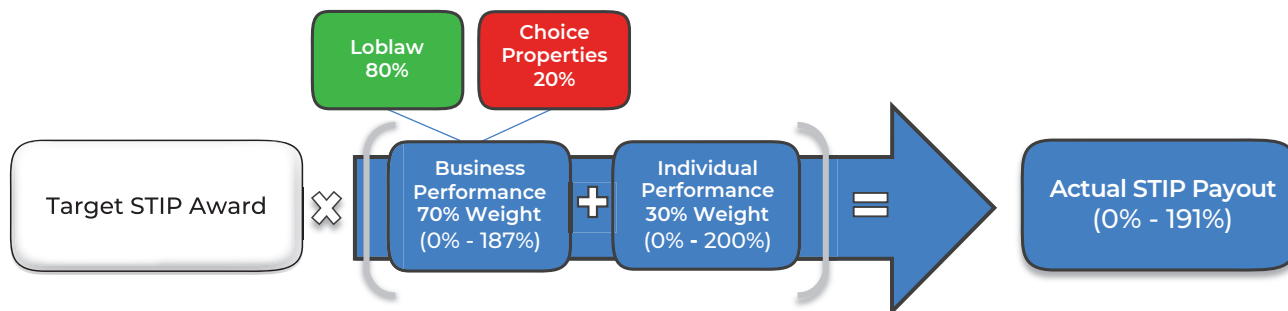 Loblaw
80%
Choice
Properties
20%
Target STIP Award
Business
Performance
70% Weight
(0% - 187%)
+
Individual
Performance
30% Weight
(0% - 200%)
=
Actual STIP Payout
(0% - 191%)